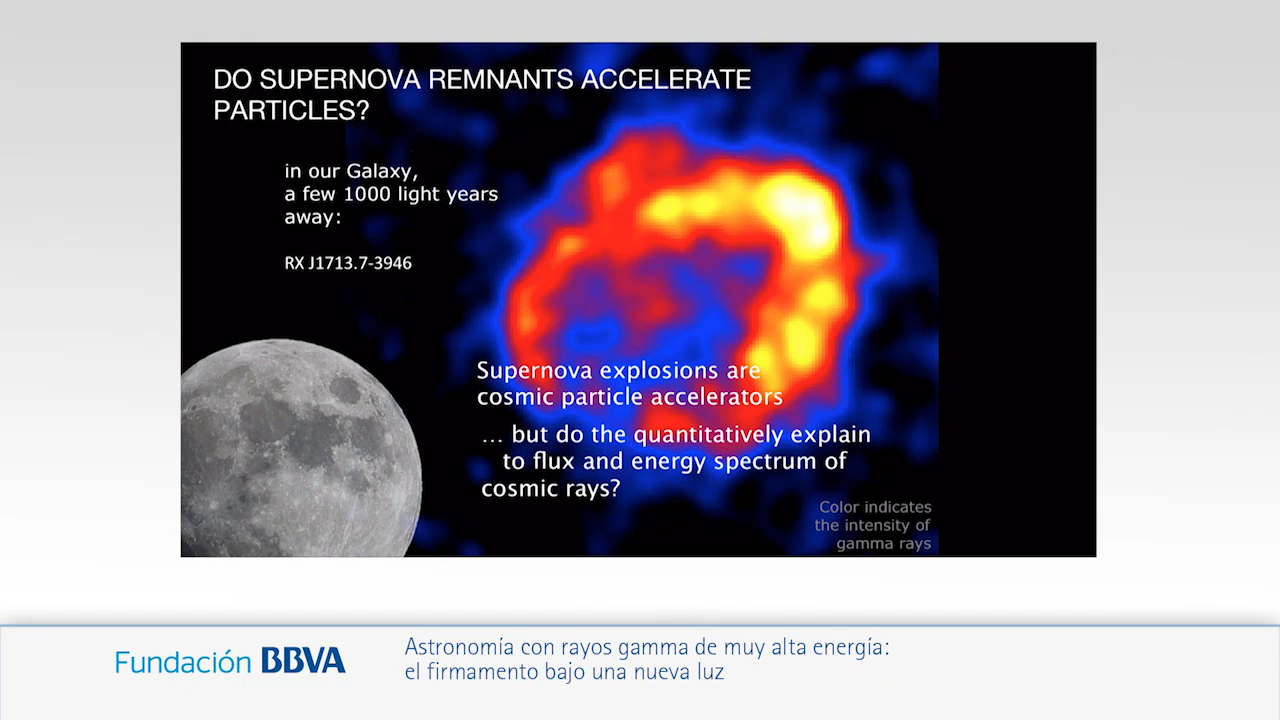 DO SUPERNOVA REMNANTS ACCELERATE
PARTICLES?
in our Galaxy,
a few 1000 light years
away:
RX J1713.7-3946
Supernova explosions are
cosmic particle accelerators
... but do the quantitatively explain
to flux and energy spectrum of
cosmic rays?
Color indicates
the intensity of
gamma rays
Fundación BBVA
Astronomía con rayos gamma de muy alta energía:
el firmamento bajo una nueva luz